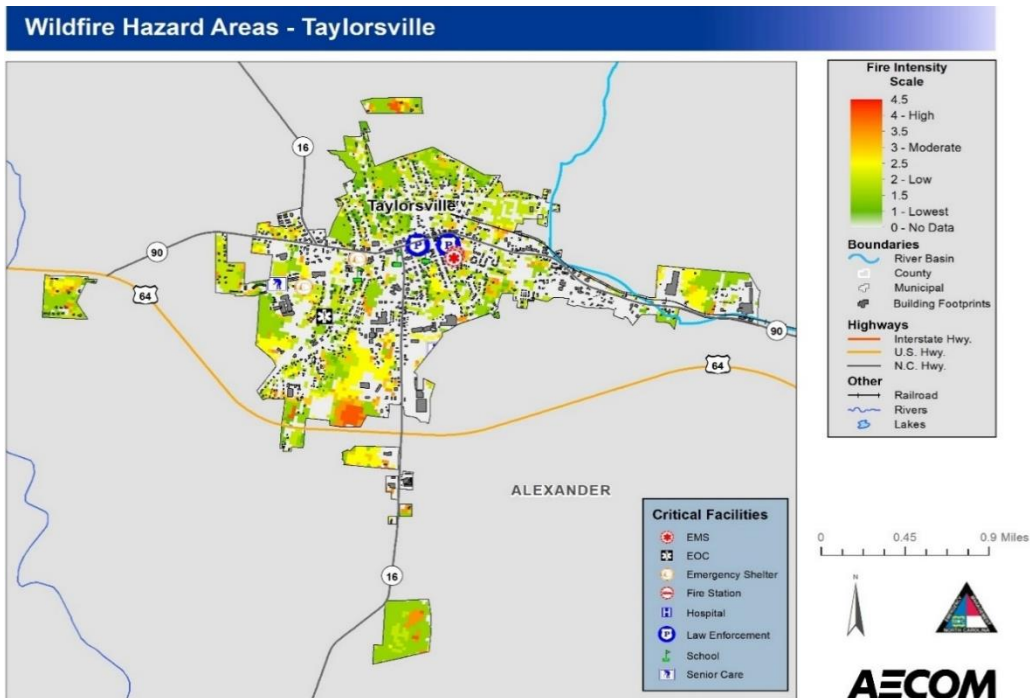 Wildfire Hazard Areas - Taylorsville
16
Taylorsville
90
64
90
64
ALEXANDER
16
Fire Intensity
Scale
4.5
4 - High
3.5
3 - Moderate
2.5
2 - Low
1.5
1 - Lowest
0 - No Data
Boundaries
River Basin
County
Municipal
Building Footprints
Highways
Interstate Hwy.
U.S. Hwy.
N.C. Hwy.
Other
Railroad
Rivers
Lakes
Critical Facilities
EMS
EOC
Emergency Shelter
Fire Station
H Hospital
P Law Enforcement
School
Senior Care
0 0.45 0.9 Miles
N
NORTH CAROLINA
AECOM